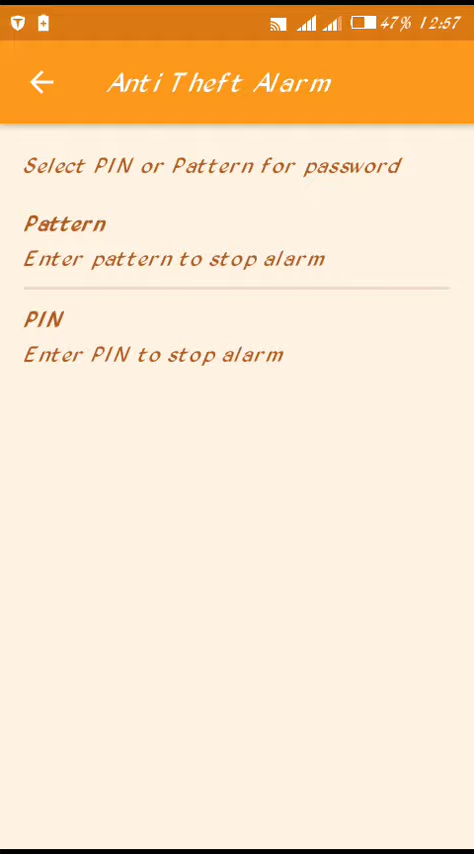 47% 12:57
Anti Theft Alarm
Select PIN or Pattern for password
Pattern
Enter pattern to stop alarm
PIN
Enter PIN to stop alarm